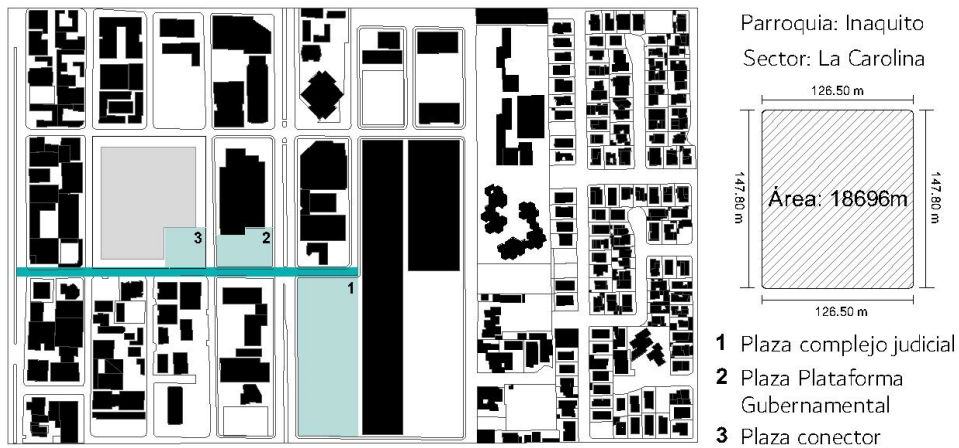 Parroquia: Inaquito
Sector: La Carolina
126.50 m
147.80 m
Área: 18696m
147.80 m
126.50 m
3
2
1
1 Plaza complejo judicial
2 Plaza Plataforma
Gubernamental
3 Plaza conector